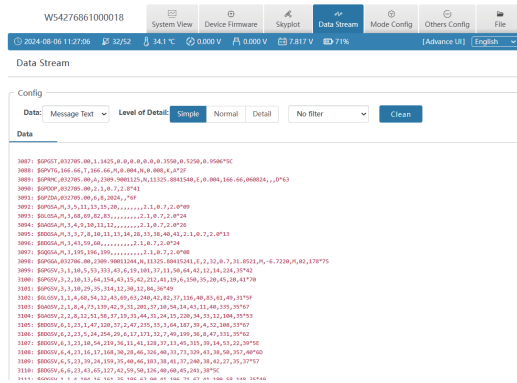 W54276861000018
System View
Device Firmware
Skyplot
Data Stream
Mode Config
Others Config
File
2024-08-06 11:27:06 32/52 34.1 °C 0.000 V 0.000 V 7.817 V 71% [Advance UI] English
Data Stream
Config
Data: Message Text Level of Detail: Simple Normal Detail No filter Clean
Data
3087: $GPGST,032705.00,1.1425,0.0,0.0,0.0,0.3550,0.5250,0.9506*5C
3088: $GPVTG,166.66,T,166.66,M,0.004,N,0.008,K,A*2F
3089: $GPRMC,032705.00,A,2309.9001125,N,11325.8841540,E,0.004,166.66,060824,,,D*63
3090: $GPDOP,032705.00,2.1,0.7,2.0*41
3091: $GPZDA,032705.00,6,8,2024,,*6F
3092: $GPGSA,M,3,5,11,13,15,20,,,,,,,,2.1,0.7,2.0*09
3093: $GLGSA,M,3,68,69,82,83,,,,,,,,,2.1,0.7,2.0*24
3094: $GAGSA,M,3,4,9,10,11,12,,,,,,,,2.1,0.7,2.0*26
3095: $BDGSA,M,3,3,7,8,10,11,13,14,28,33,38,40,41,2.1,0.7,2.0*13
3096: $BDGSA,M,3,43,59,60,,,,,,,,,,2.1,0.7,2.0*24
3097: $GQGSA,M,3,195,196,199,,,,,,,,,,2.1,0.7,2.0*08
3098: $GPGGA,032706.00,2309.9001244,N,11325.88415241,E,2,32,0.7,31.8521,M,-6.7220,M,02,178*75
3099: $GPGSV,3,1,10,5,53,333,43,6,19,101,37,11,50,64,42,12,14,224,35*42
3100: $GPGSV,3,2,10,13,64,154,43,15,42,212,41,19,6,150,35,20,45,20,41*70
3101: $GPGSV,3,3,10,29,35,314,12,30,12,84,36*49
3102: $GLGSV,1,1,4,68,54,12,43,69,63,240,42,82,37,116,40,83,61,49,31*5F
3103: $GAGSV,2,1,8,4,73,139,42,9,31,201,37,10,54,14,43,11,40,335,35*67
3104: $GAGSV,2,2,8,12,51,58,37,19,31,44,31,24,15,220,34,33,12,104,35*53
3105: $BDGSV,6,1,23,1,47,120,37,2,47,235,33,3,64,187,39,4,32,108,33*67
3106: $BDGSV,6,2,23,5,24,254,29,6,17,171,32,7,49,199,36,8,47,331,35*62
3107: $BDGSV,6,3,23,10,54,219,36,11,41,128,37,13,45,315,39,14,53,22,39*5E
3108: $BDGSV,6,4,23,16,17,168,30,28,46,326,40,33,73,329,43,38,50,357,40*6D
3109: $BDGSV,6,5,23,39,24,159,35,40,46,183,38,41,37,240,38,42,27,35,37*57
3110: $BDGSV,6,6,23,43,65,127,42,59,50,126,40,60,45,241,38*5C